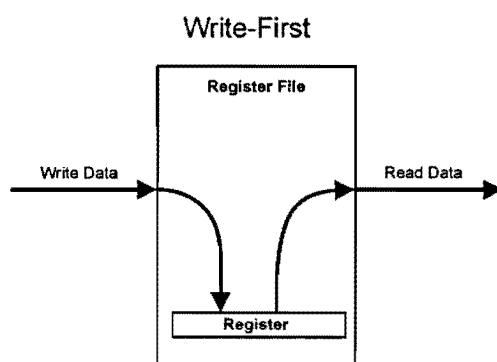 Write-First
Register File
Write Data
Read Data
Register